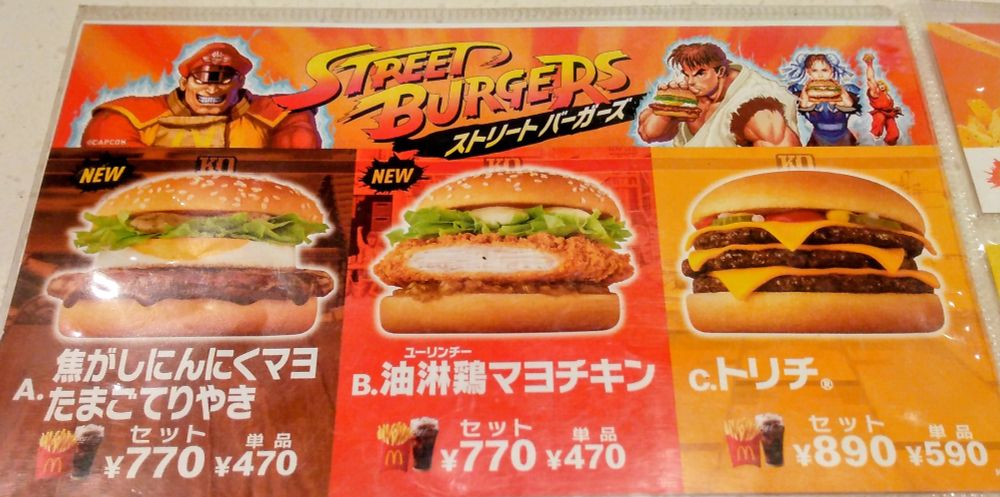 STREET
BURGERS
ストリートバーガーズ
©CAPCOM
NEW
KO
A. 焦がしにんにくマヨ
たまごてりやき
セット 単品
¥770 ¥470
NEW
KO
ユーリンチー
B. 油淋鶏マヨチキン
セット 単品
¥770 ¥470
KO
C. トリチ®
セット 単品
¥890 ¥590